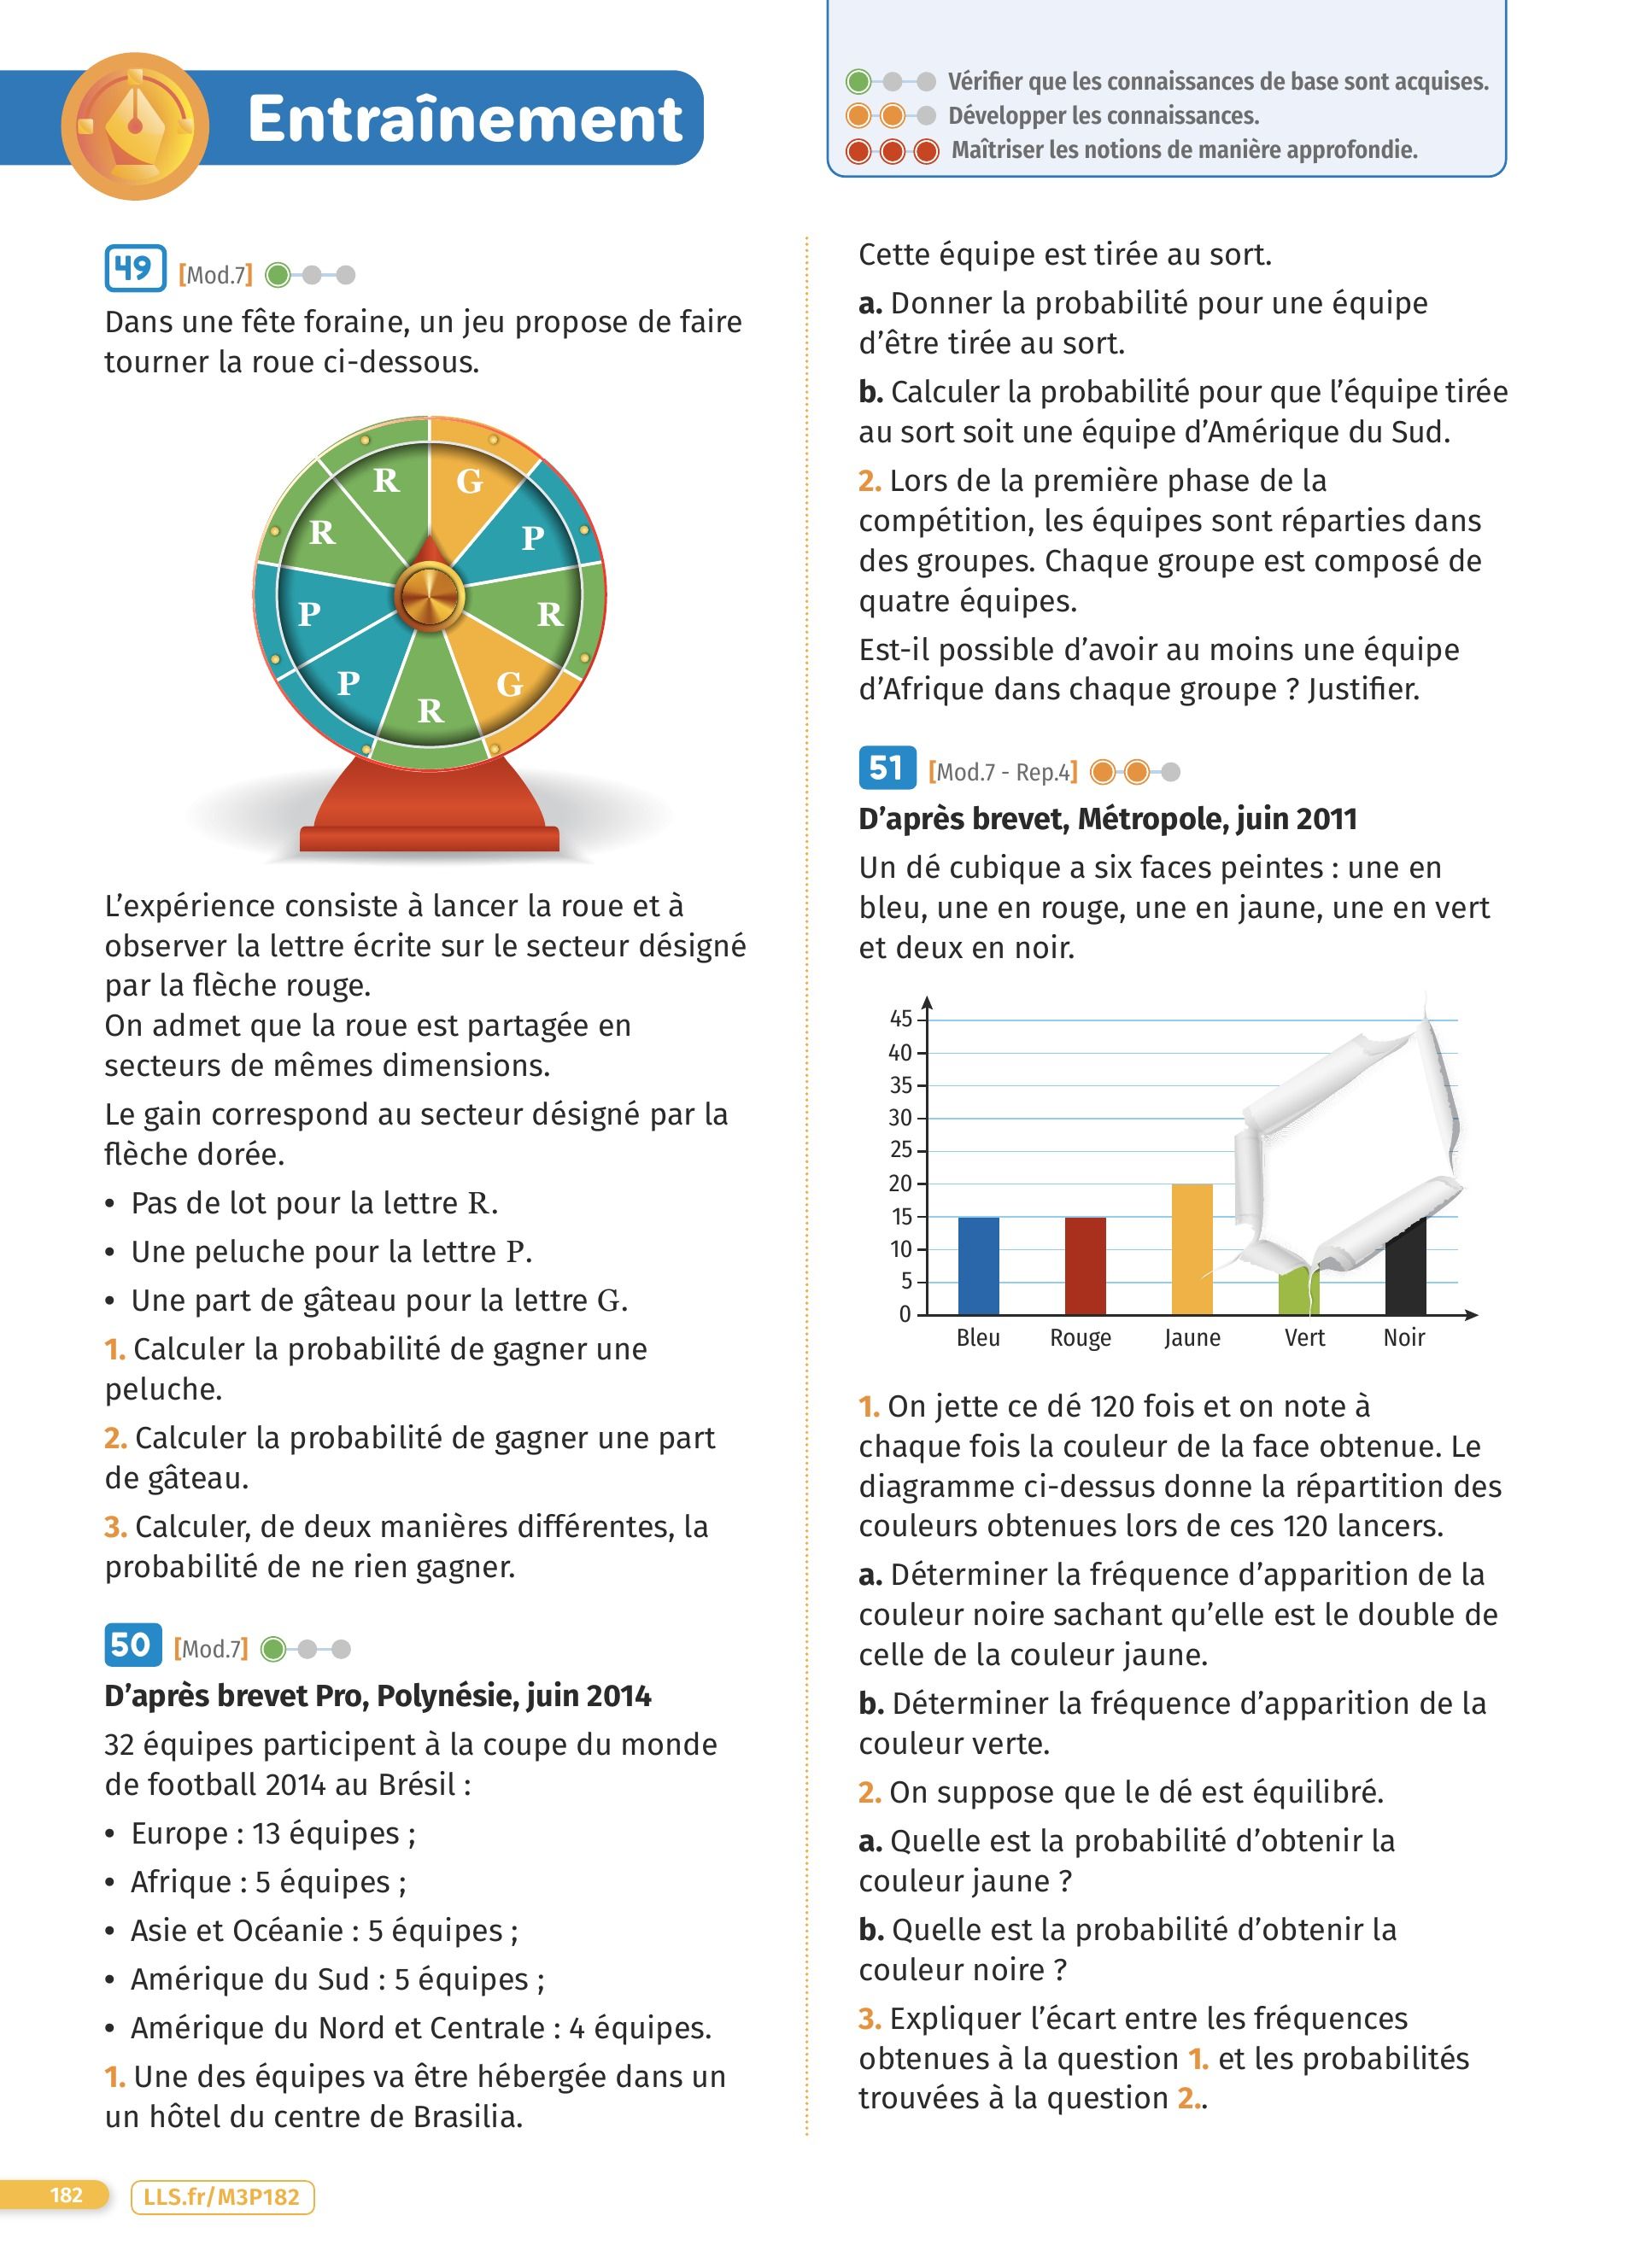 Entraînement
Vérifier que les connaissances de base sont acquises.
Développer les connaissances.
Maîtriser les notions de manière approfondie.
49 [Mod.7]
Dans une fête foraine, un jeu propose de faire
tourner la roue ci-dessous.
R G
R P
P R
P G
R
L’expérience consiste à lancer la roue et à
observer la lettre écrite sur le secteur désigné
par la flèche rouge.
On admet que la roue est partagée en
secteurs de mêmes dimensions.
Le gain correspond au secteur désigné par la
flèche dorée.
• Pas de lot pour la lettre R.
• Une peluche pour la lettre P.
• Une part de gâteau pour la lettre G.
1. Calculer la probabilité de gagner une
peluche.
2. Calculer la probabilité de gagner une part
de gâteau.
3. Calculer, de deux manières différentes, la
probabilité de ne rien gagner.
50 [Mod.7]
D’après brevet Pro, Polynésie, juin 2014
32 équipes participent à la coupe du monde
de football 2014 au Brésil :
• Europe : 13 équipes ;
• Afrique : 5 équipes ;
• Asie et Océanie : 5 équipes ;
• Amérique du Sud : 5 équipes ;
• Amérique du Nord et Centrale : 4 équipes.
1. Une des équipes va être hébergée dans un
un hôtel du centre de Brasilia.
Cette équipe est tirée au sort.
a. Donner la probabilité pour une équipe
d’être tirée au sort.
b. Calculer la probabilité pour que l’équipe tirée
au sort soit une équipe d’Amérique du Sud.
2. Lors de la première phase de la
compétition, les équipes sont réparties dans
des groupes. Chaque groupe est composé de
quatre équipes.
Est-il possible d’avoir au moins une équipe
d’Afrique dans chaque groupe ? Justifier.
51 [Mod.7 - Rep.4]
D’après brevet, Métropole, juin 2011
Un dé cubique a six faces peintes : une en
bleu, une en rouge, une en jaune, une en vert
et deux en noir.
45
40
35
30
25
20
15
10
5
0
Bleu Rouge Jaune Vert Noir
1. On jette ce dé 120 fois et on note à
chaque fois la couleur de la face obtenue. Le
diagramme ci-dessus donne la répartition des
couleurs obtenues lors de ces 120 lancers.
a. Déterminer la fréquence d’apparition de la
couleur noire sachant qu’elle est le double de
celle de la couleur jaune.
b. Déterminer la fréquence d’apparition de la
couleur verte.
2. On suppose que le dé est équilibré.
a. Quelle est la probabilité d’obtenir la
couleur jaune ?
b. Quelle est la probabilité d’obtenir la
couleur noire ?
3. Expliquer l’écart entre les fréquences
obtenues à la question 1. et les probabilités
trouvées à la question 2..
182 LLS.fr/M3P182